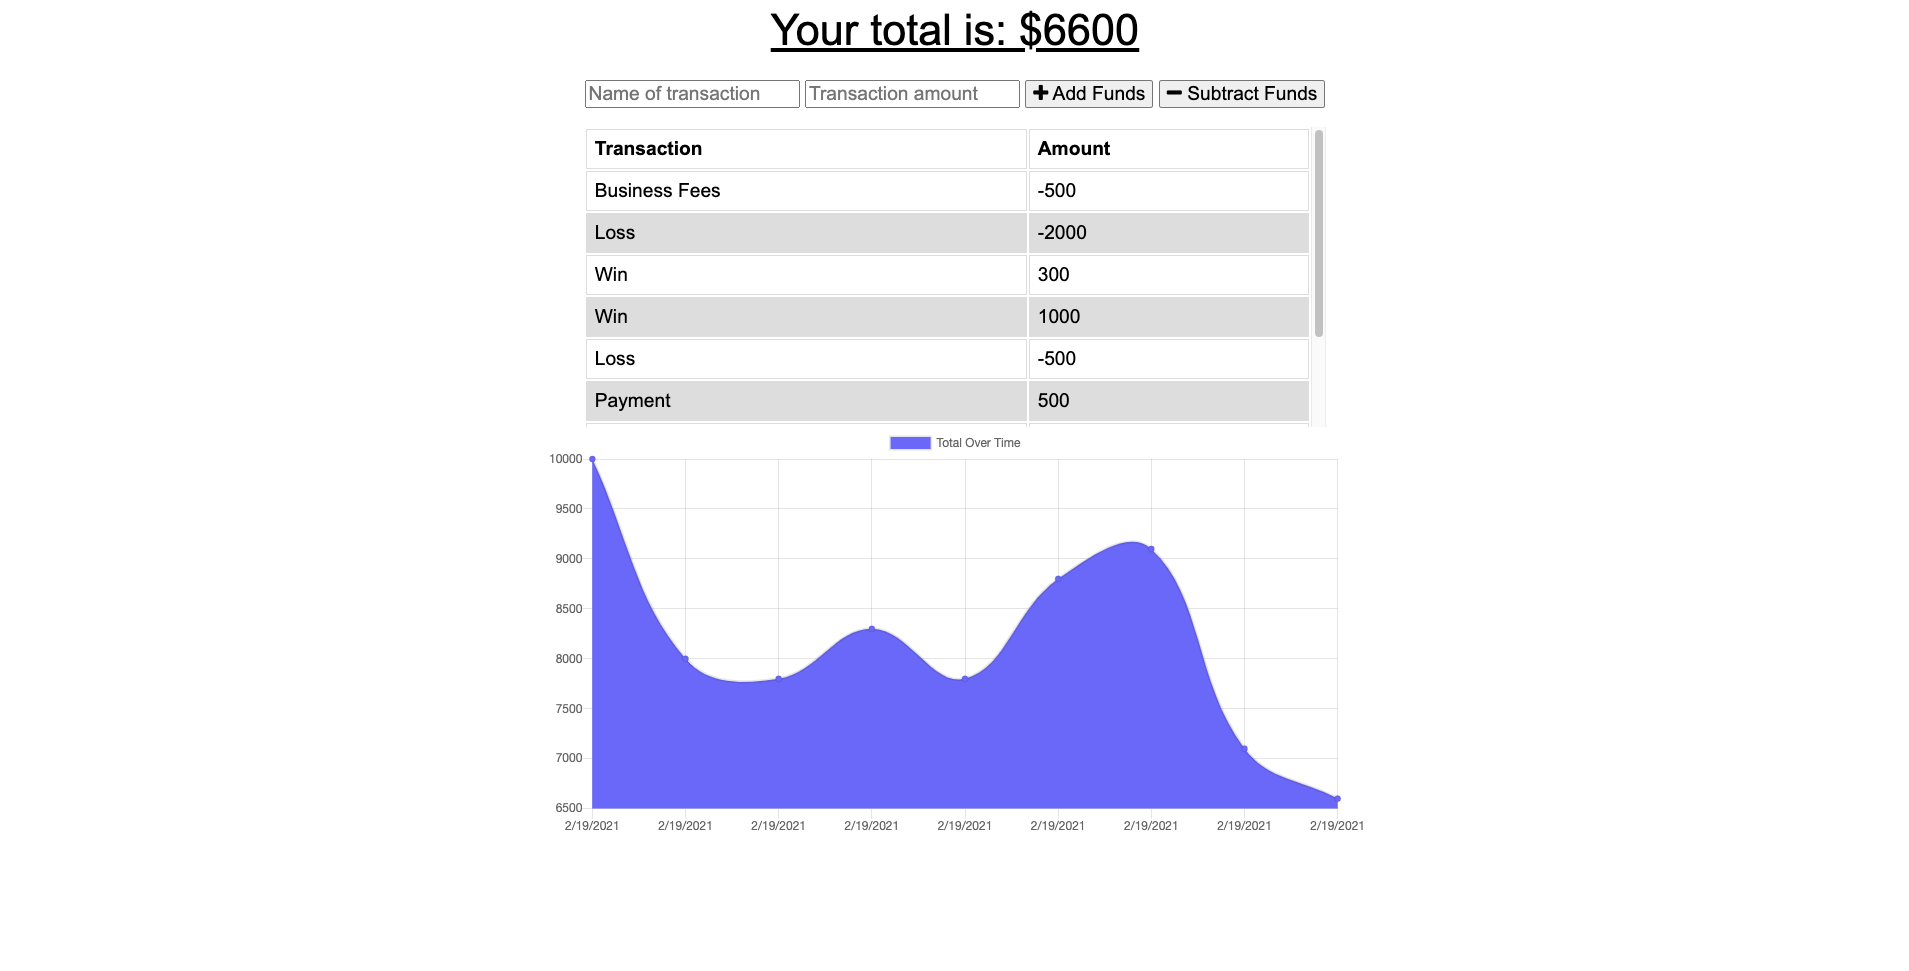 Your total is: $6600
Name of transaction Transaction amount Add Funds Subtract Funds
Transaction Amount
Business Fees -500
Loss -2000
Win 300
Win 1000
Loss -500
Payment 500
Total Over Time
10000
9500
9000
8500
8000
7500
7000
6500
2/19/2021 2/19/2021 2/19/2021 2/19/2021 2/19/2021 2/19/2021 2/19/2021 2/19/2021 2/19/2021